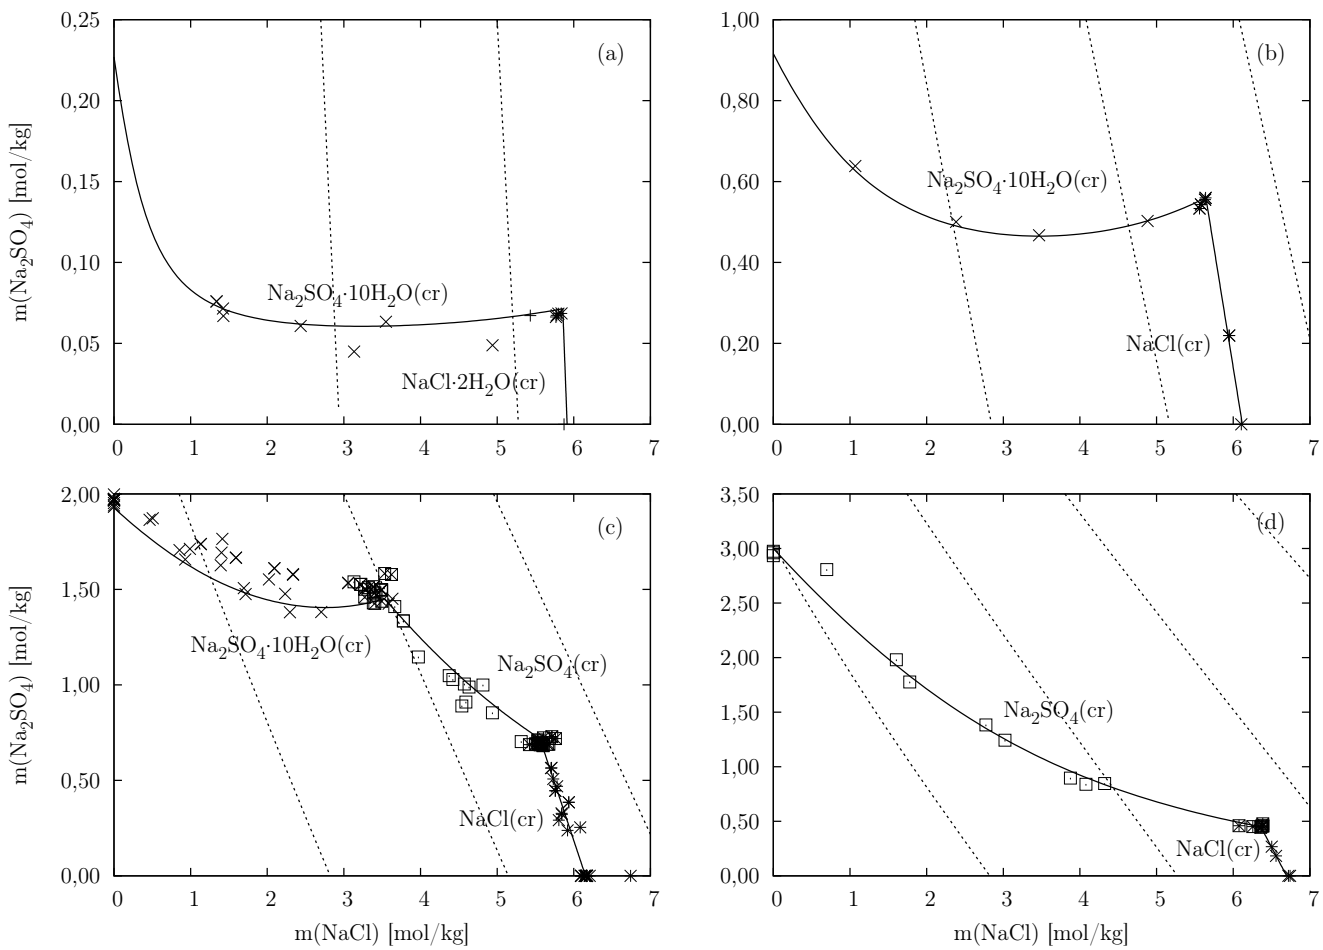 0,25
0,20
0,15
0,10
0,05
0,00
m(Na₂SO₄) [mol/kg]
(a)
Na₂SO₄·10H₂O(cr)
NaCl·2H₂O(cr)
0 1 2 3 4 5 6 7
1,00
0,80
0,60
0,40
0,20
0,00
(b)
Na₂SO₄·10H₂O(cr)
NaCl(cr)
0 1 2 3 4 5 6 7
2,00
1,50
1,00
0,50
0,00
m(Na₂SO₄) [mol/kg]
(c)
Na₂SO₄·10H₂O(cr)
Na₂SO₄(cr)
NaCl(cr)
0 1 2 3 4 5 6 7
m(NaCl) [mol/kg]
3,50
3,00
2,50
2,00
1,50
1,00
0,50
0,00
(d)
Na₂SO₄(cr)
NaCl(cr)
0 1 2 3 4 5 6 7
m(NaCl) [mol/kg]